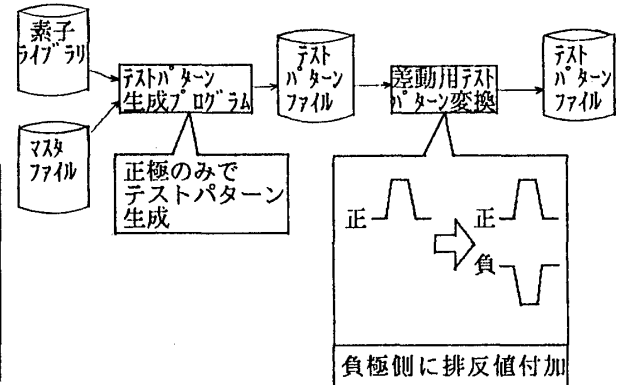 素子
ライブラリ
マスタ
ファイル
テストパターン
生成プログラム
テスト
パターン
ファイル
差動用テスト
パターン変換
テスト
パターン
ファイル
正極のみで
テストパターン
生成
正
正
負
負極側に排反値付加